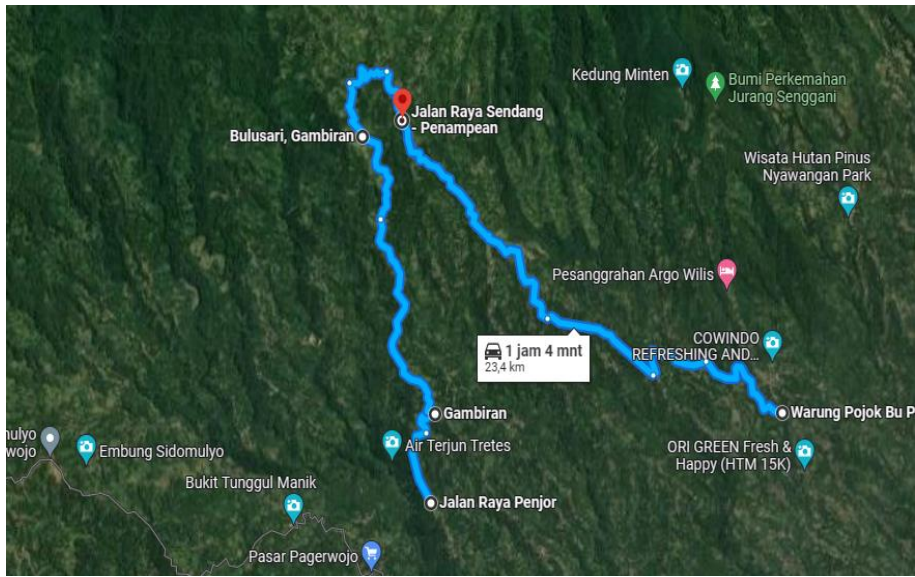 Kedung Minten
Bumi Perkemahan
Jurang Senggani
Jalan Raya Sendang
- Penampean
Bulusari, Gambiran
Wisata Hutan Pinus
Nyawangan Park
Pesanggrahan Argo Wilis
1 jam 4 mnt
23,4 km
COWINDO
REFRESHING AND...
Gambiran
Warung Pojok Bu P
mulyo
wojo
Embung Sidomulyo
Air Terjun Tretes
ORI GREEN Fresh &
Happy (HTM 15K)
Bukit Tunggul Manik
Jalan Raya Penjor
Pasar Pagerwojo